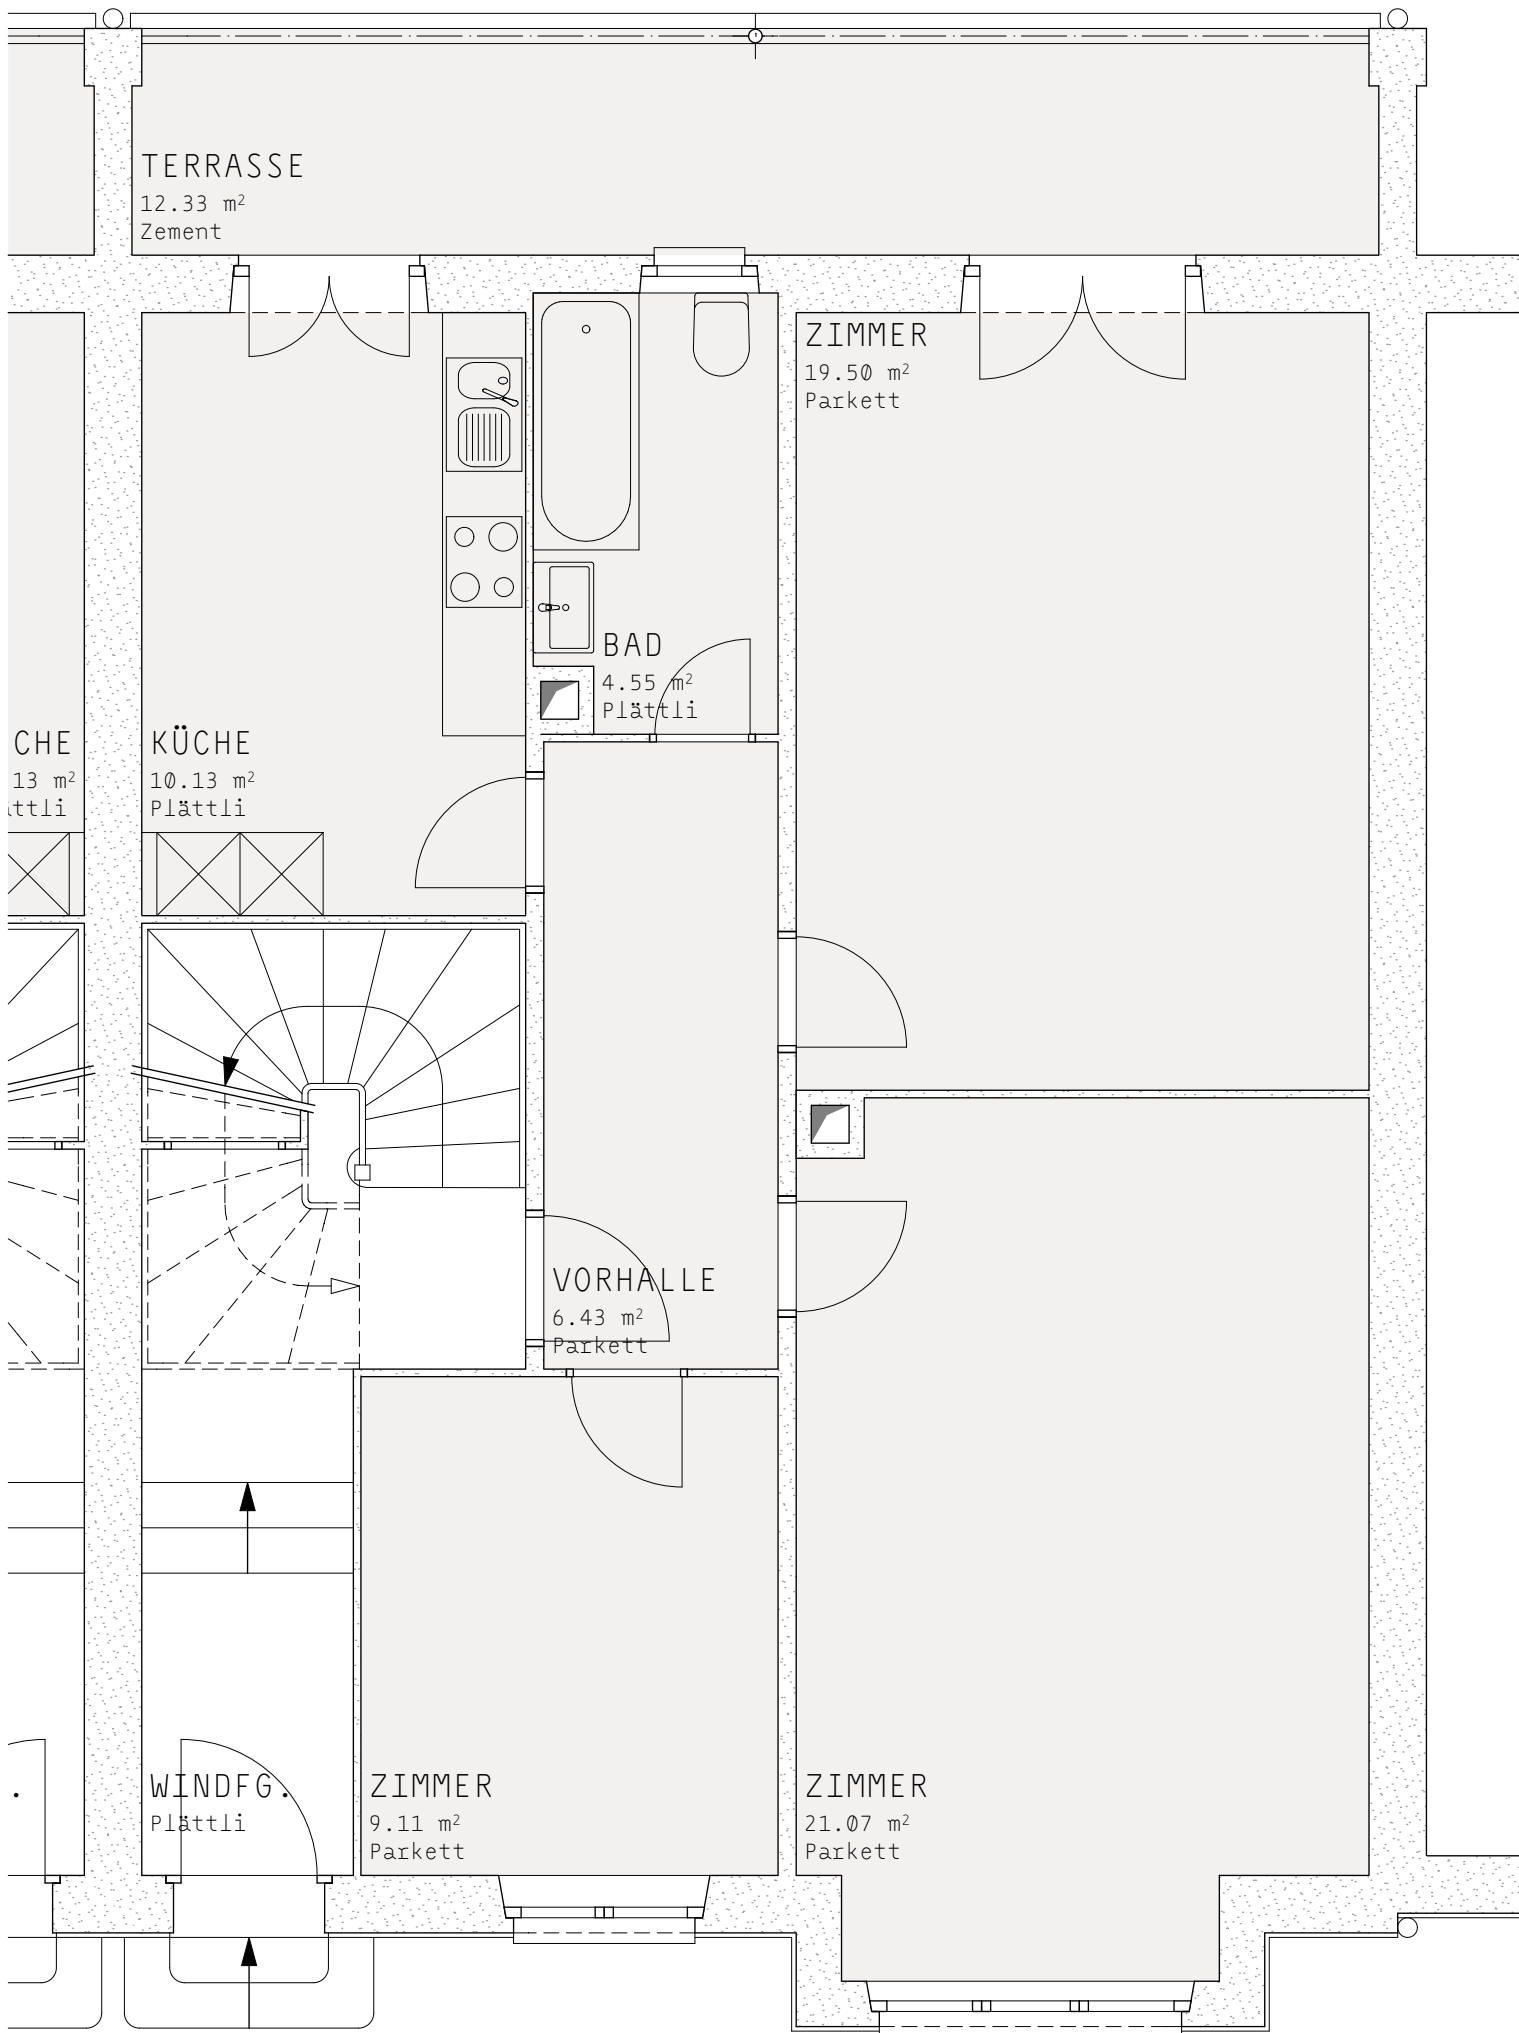 TERRASSE
12.33 m²
Zement
ZIMMER
19.50 m²
Parkett
BAD
4.55 m²
Plättli
CHE
13 m²
ättli
KÜCHE
10.13 m²
Plättli
VORHALLE
6.43 m²
Parkett
.
WINDFG.
Plättli
ZIMMER
9.11 m²
Parkett
ZIMMER
21.07 m²
Parkett